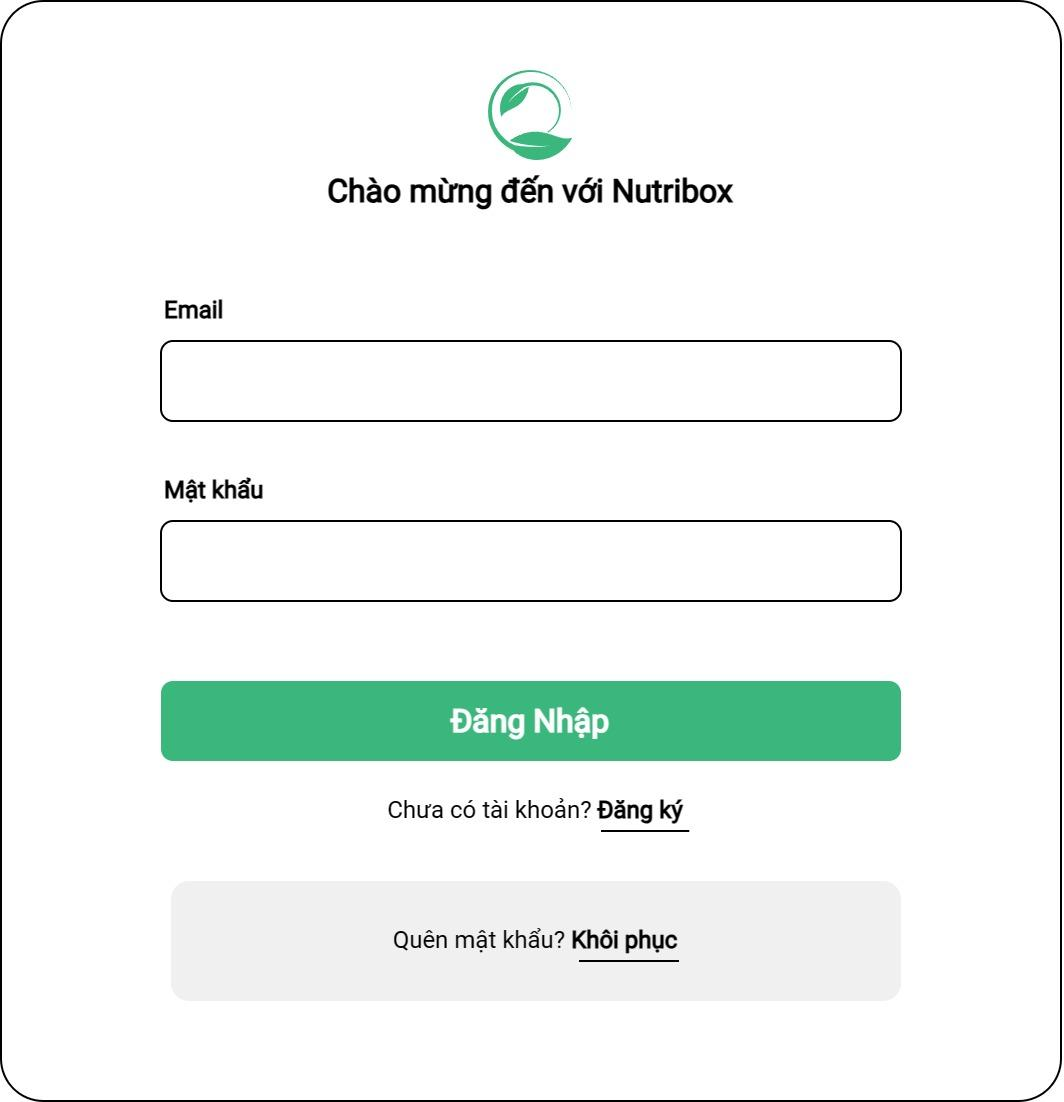 Chào mừng đến với Nutribox
Email
Mật khẩu
Đăng Nhập
Chưa có tài khoản? Đăng ký
Quên mật khẩu? Khôi phục